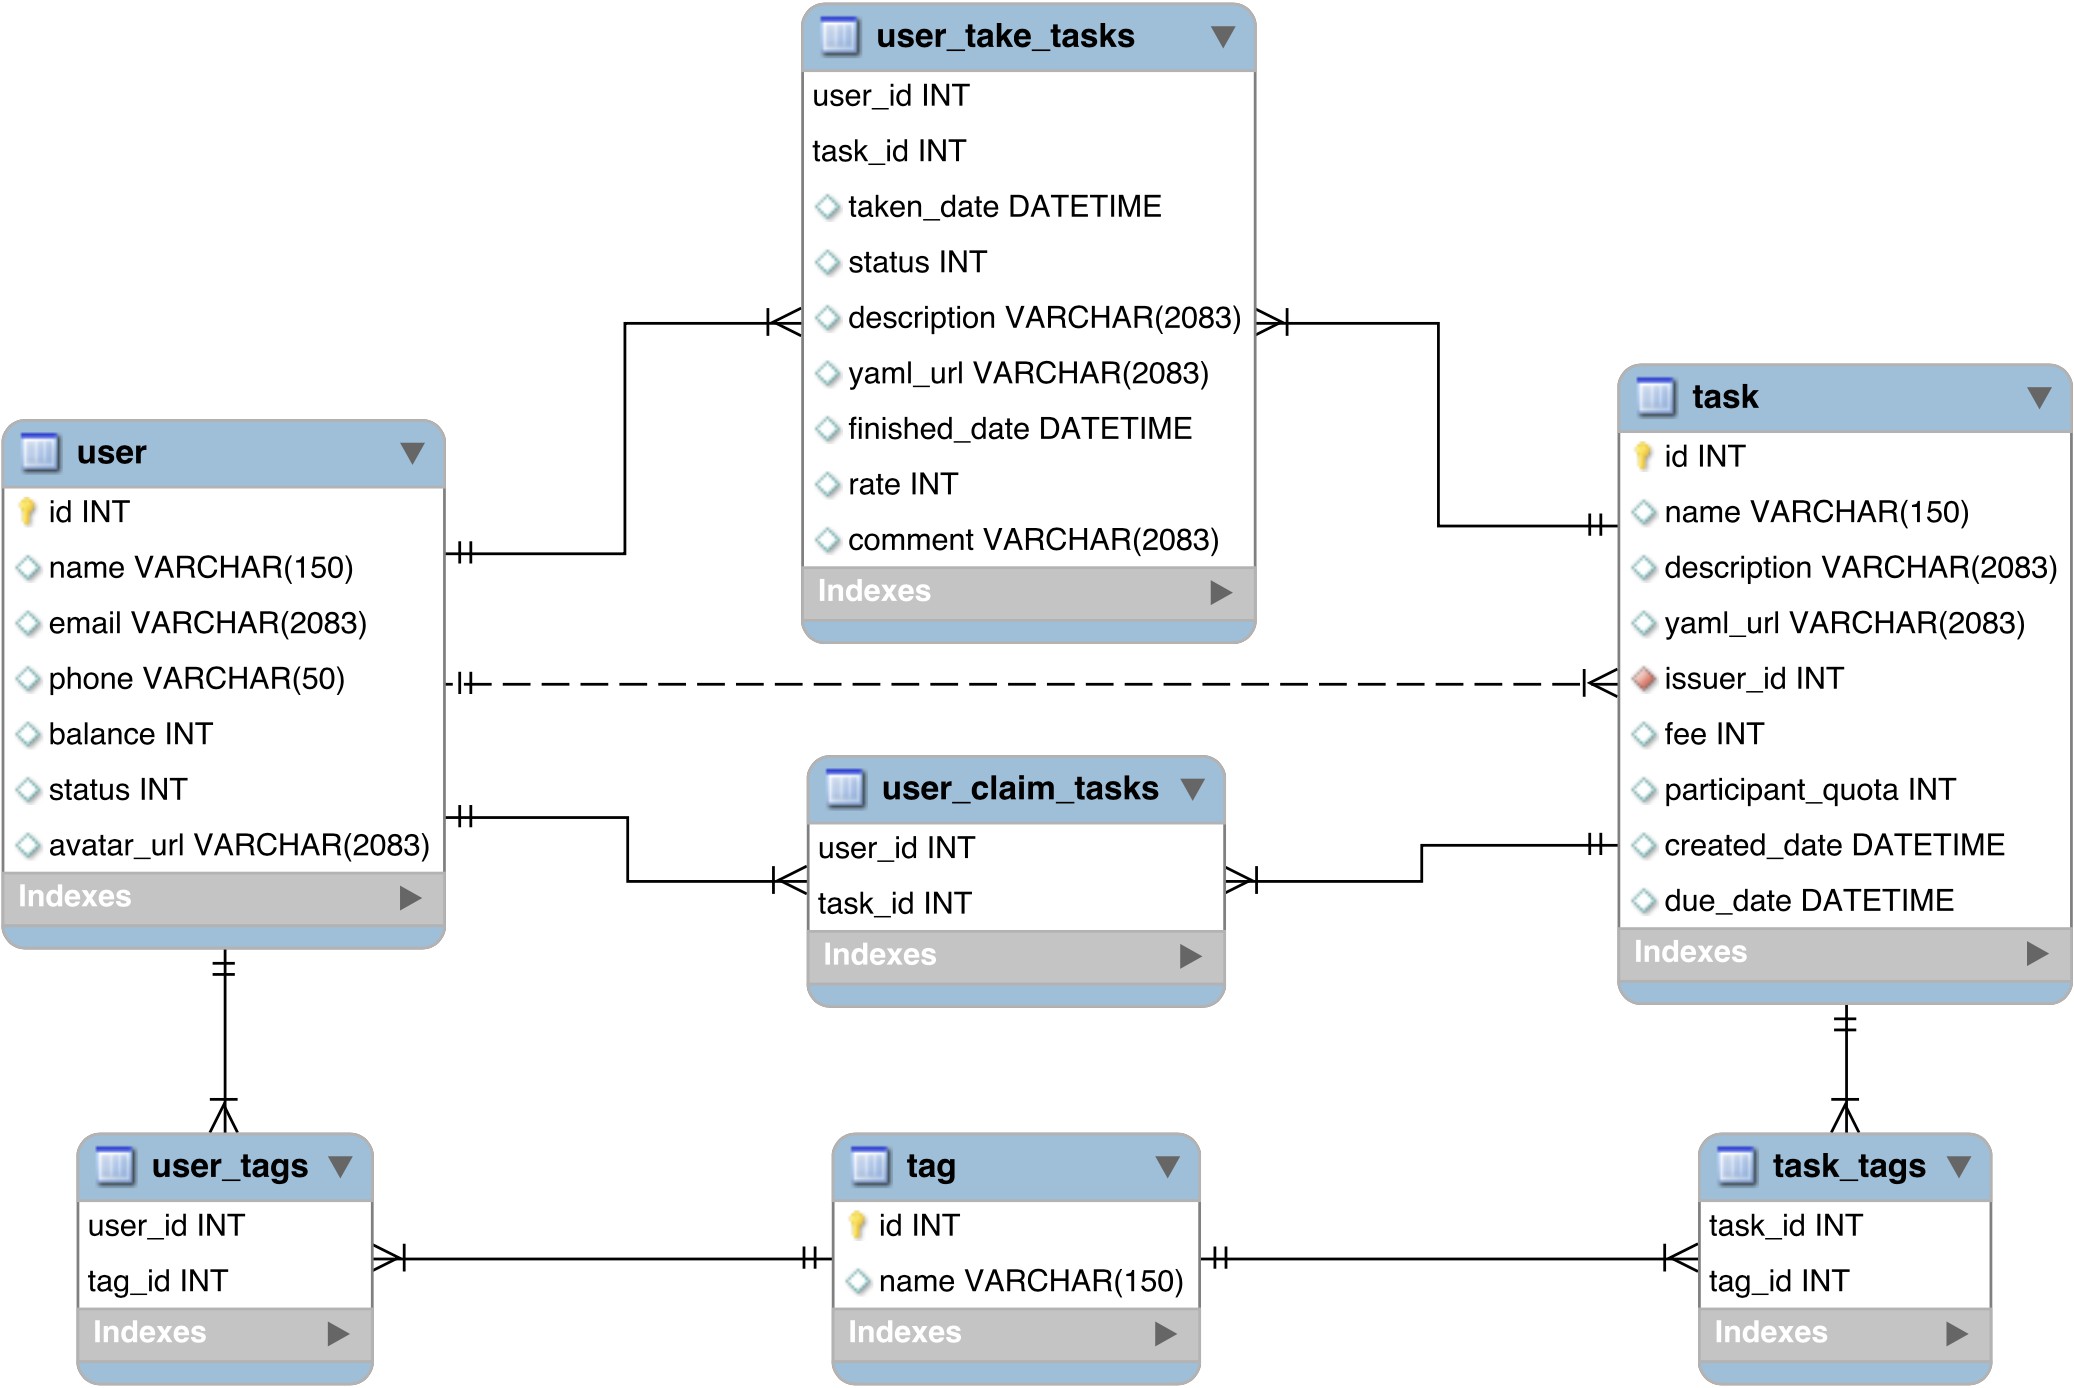 user_take_tasks
user_id INT
task_id INT
taken_date DATETIME
status INT
description VARCHAR(2083)
yaml_url VARCHAR(2083)
finished_date DATETIME
rate INT
comment VARCHAR(2083)
Indexes
user
id INT
name VARCHAR(150)
email VARCHAR(2083)
phone VARCHAR(50)
balance INT
status INT
avatar_url VARCHAR(2083)
Indexes
task
id INT
name VARCHAR(150)
description VARCHAR(2083)
yaml_url VARCHAR(2083)
issuer_id INT
fee INT
participant_quota INT
created_date DATETIME
due_date DATETIME
Indexes
user_claim_tasks
user_id INT
task_id INT
Indexes
user_tags
user_id INT
tag_id INT
Indexes
tag
id INT
name VARCHAR(150)
Indexes
task_tags
task_id INT
tag_id INT
Indexes